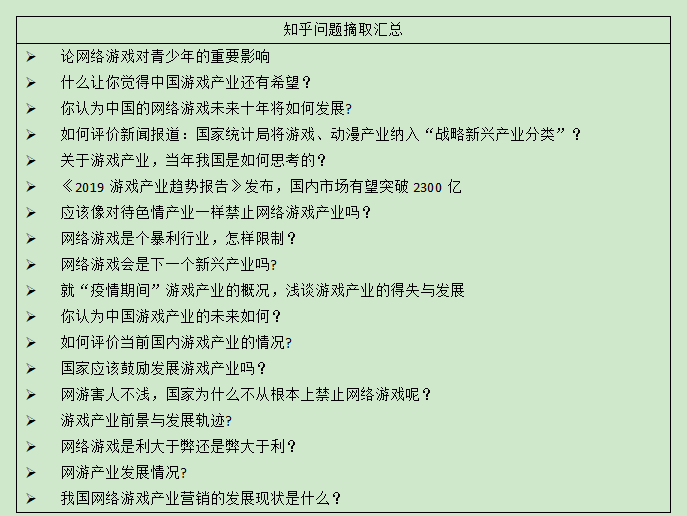 知乎问题摘取汇总
论网络游戏对青少年的重要影响
什么让你觉得中国游戏产业还有希望？
你认为中国的网络游戏未来十年将如何发展?
如何评价新闻报道：国家统计局将游戏、动漫产业纳入“战略新兴产业分类”？
关于游戏产业，当年我国是如何思考的？
《2019 游戏产业趋势报告》发布，国内市场有望突破 2300 亿
应该像对待色情产业一样禁止网络游戏产业吗？
网络游戏是个暴利行业，怎样限制？
网络游戏会是下一个新兴产业吗?
就“疫情期间”游戏产业的概况，浅谈游戏产业的得失与发展
你认为中国游戏产业的未来如何？
如何评价当前国内游戏产业的情况?
国家应该鼓励发展游戏产业吗？
网游害人不浅，国家为什么不从根本上禁止网络游戏呢？
游戏产业前景与发展轨迹?
网络游戏是利大于弊还是弊大于利？
网游产业发展情况?
我国网络游戏产业营销的发展现状是什么？